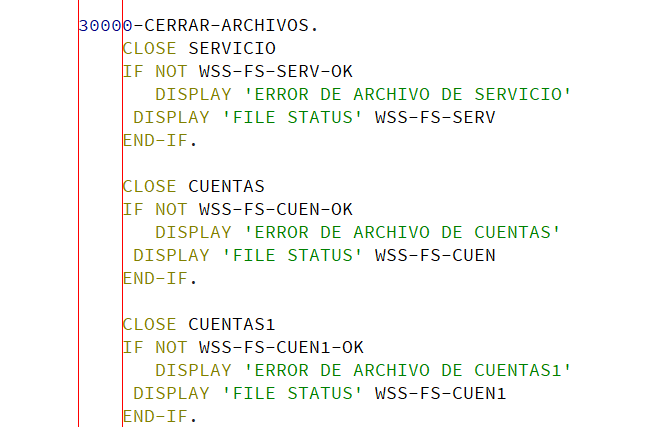 30000-CERRAR-ARCHIVOS.
CLOSE SERVICIO
IF NOT WSS-FS-SERV-OK
DISPLAY 'ERROR DE ARCHIVO DE SERVICIO'
DISPLAY 'FILE STATUS' WSS-FS-SERV
END-IF.
CLOSE CUENTAS
IF NOT WSS-FS-CUEN-OK
DISPLAY 'ERROR DE ARCHIVO DE CUENTAS'
DISPLAY 'FILE STATUS' WSS-FS-CUEN
END-IF.
CLOSE CUENTAS1
IF NOT WSS-FS-CUEN1-OK
DISPLAY 'ERROR DE ARCHIVO DE CUENTAS1'
DISPLAY 'FILE STATUS' WSS-FS-CUEN1
END-IF.